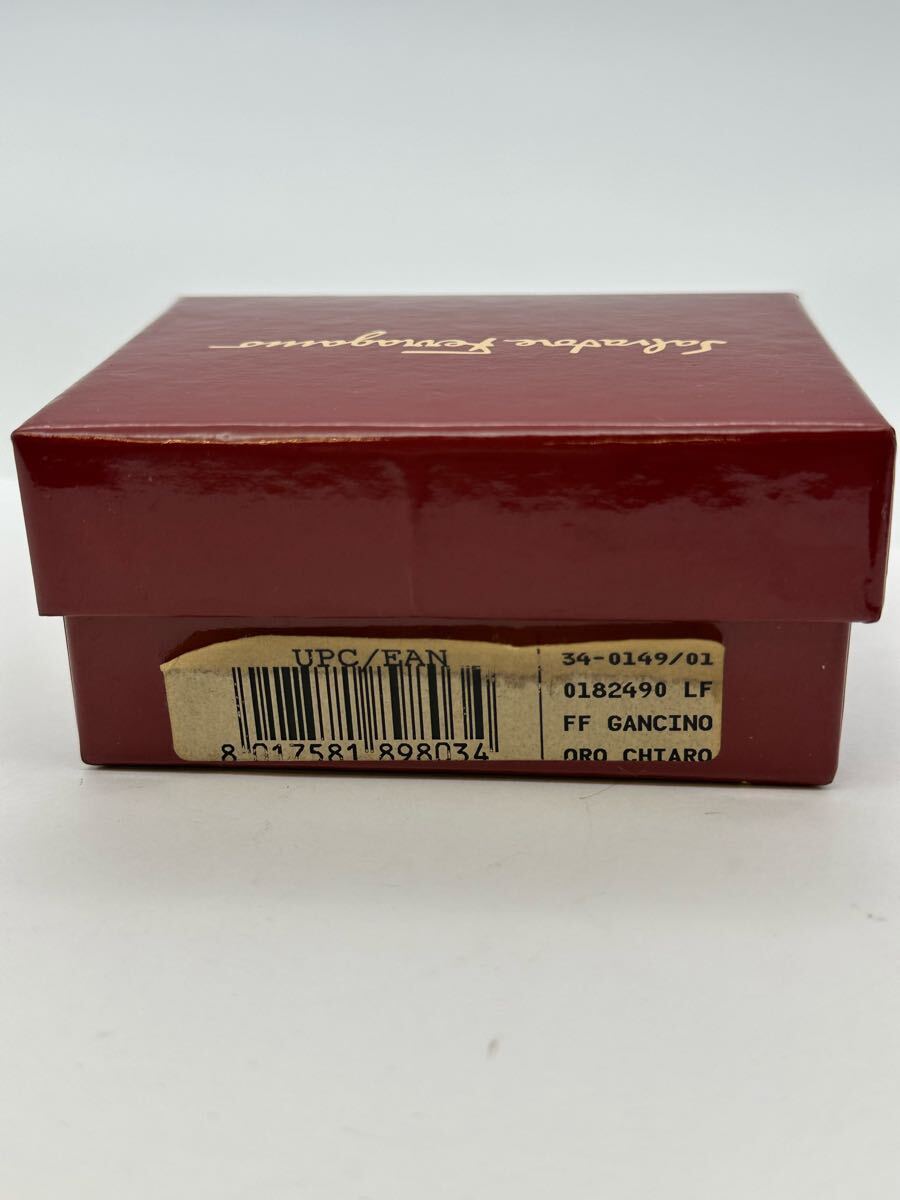 Salvatore Ferragamo
UPC/EAN
8 017581 898034
34-0149/01
0182490 LF
FF GANCINO
ORO CHIARO